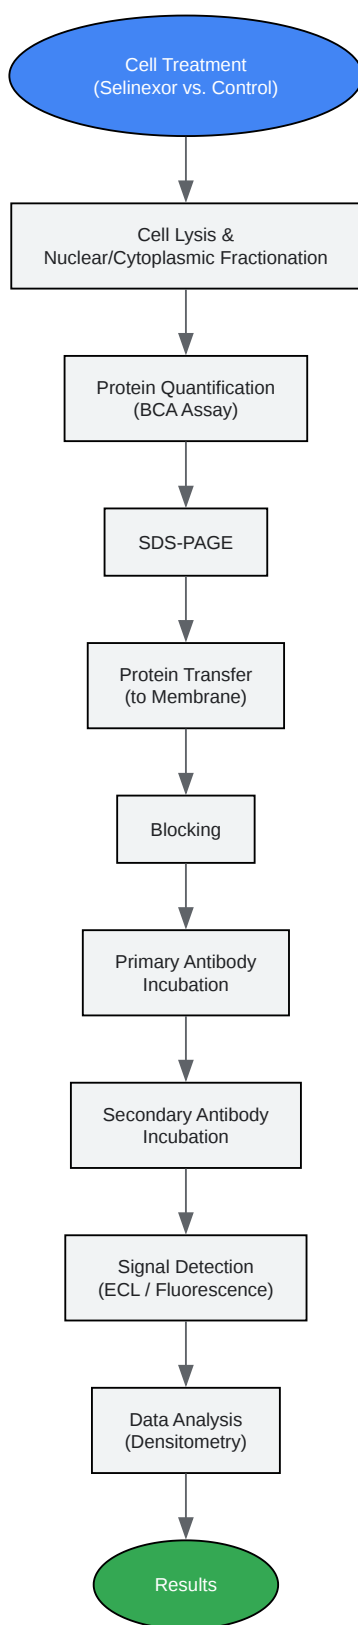 Cell Treatment
(Selinexor vs. Control)
Cell Lysis &
Nuclear/Cytoplasmic Fractionation
Protein Quantification
(BCA Assay)
SDS-PAGE
Protein Transfer
(to Membrane)
Blocking
Primary Antibody
Incubation
Secondary Antibody
Incubation
Signal Detection
(ECL / Fluorescence)
Data Analysis
(Densitometry)
Results